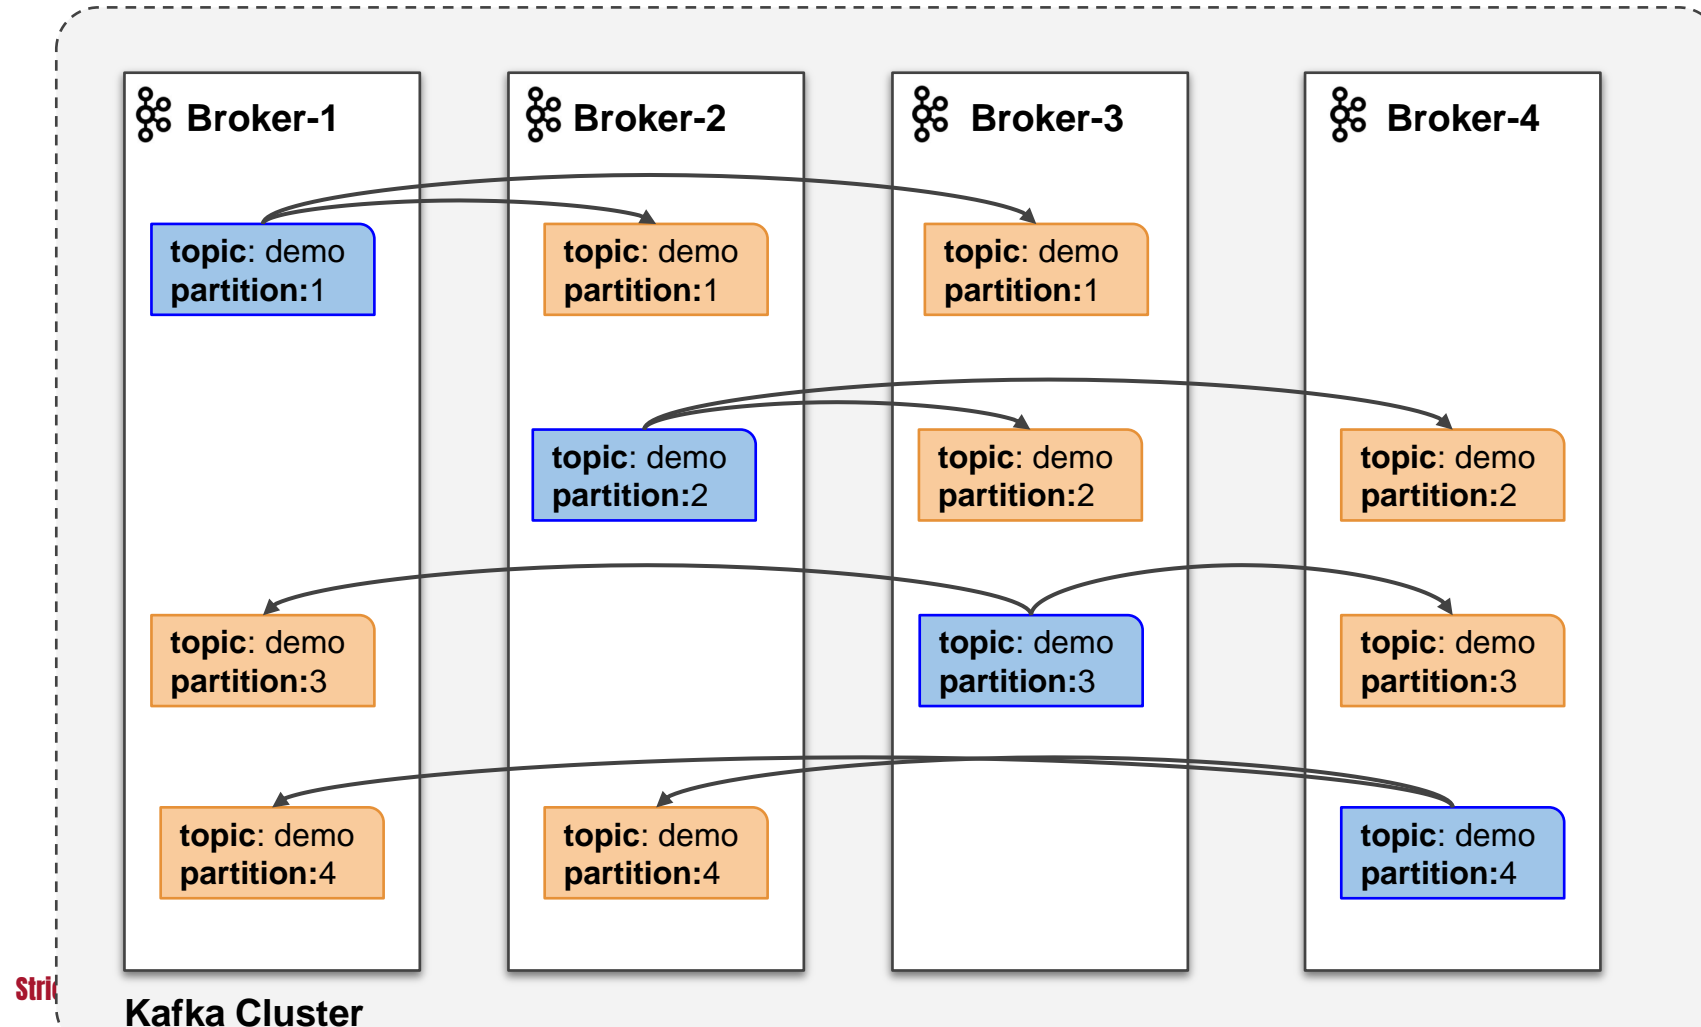 Broker-1
Broker-2
Broker-3
Broker-4
topic: demo
partition:1
topic: demo
partition:1
topic: demo
partition:1
topic: demo
partition:2
topic: demo
partition:2
topic: demo
partition:2
topic: demo
partition:3
topic: demo
partition:3
topic: demo
partition:3
topic: demo
partition:4
topic: demo
partition:4
topic: demo
partition:4
Kafka Cluster